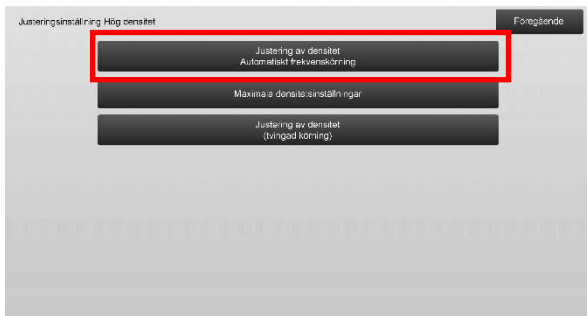 Justeringsinställning Hög densitet
Föregående
Justering av densitet
Automatiskt frekvenskörning
Maximala densitetsinställningar
Justering av densitet
(tvingad körning)